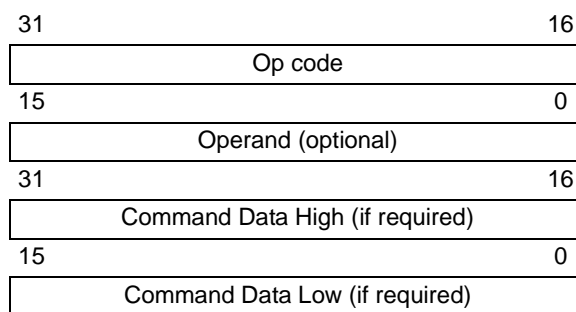 31 16
Op code
15 0
Operand (optional)
31 16
Command Data High (if required)
15 0
Command Data Low (if required)